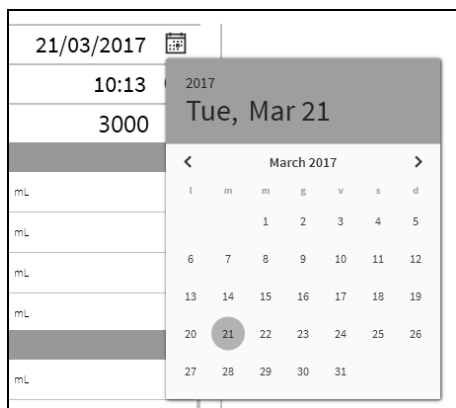 21/03/2017
10:13
3000
mL
mL
mL
mL
mL
2017
Tue, Mar 21
March 2017
l m m g v s d
1 2 3 4 5
6 7 8 9 10 11 12
13 14 15 16 17 18 19
20 21 22 23 24 25 26
27 28 29 30 31